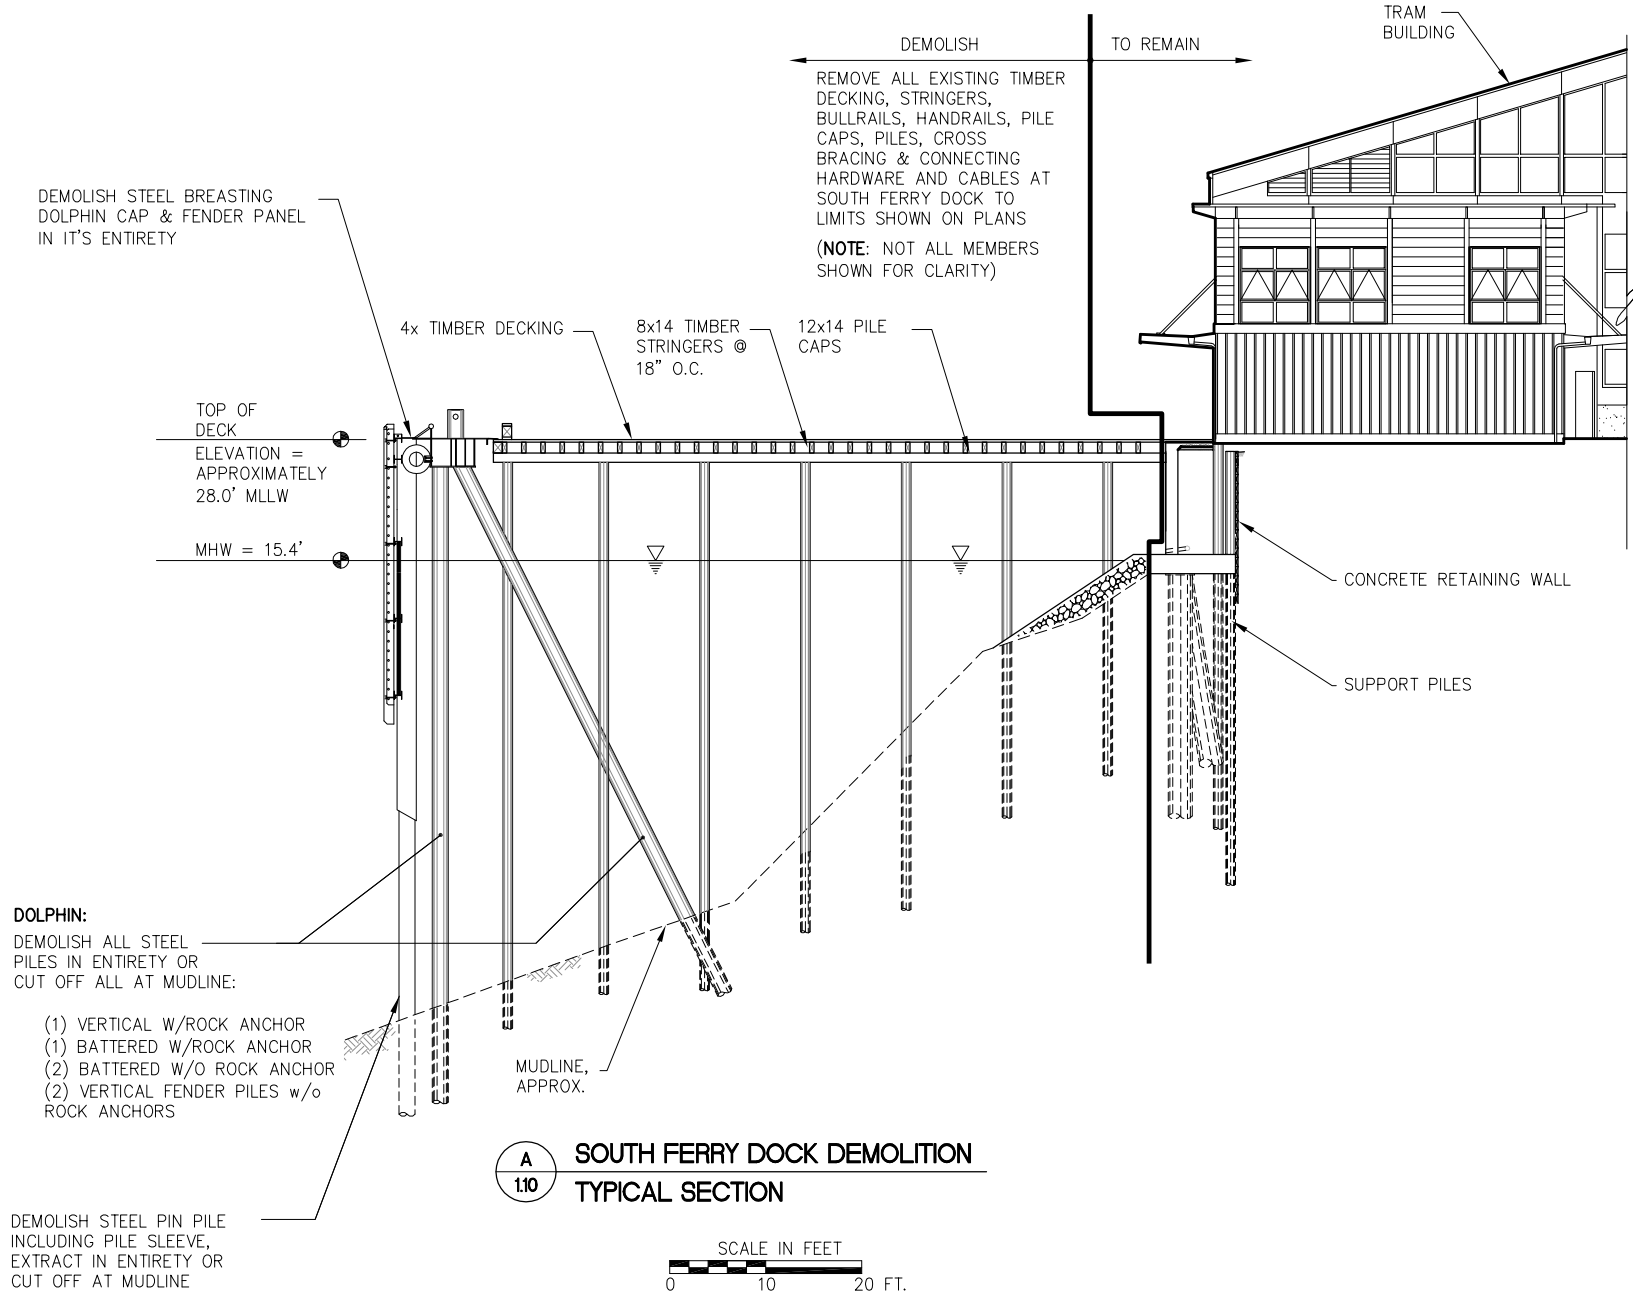 TRAM
BUILDING
DEMOLISH
TO REMAIN
REMOVE ALL EXISTING TIMBER
DECKING, STRINGERS,
BULLRAILS, HANDRAILS, PILE
CAPS, PILES, CROSS
BRACING & CONNECTING
HARDWARE AND CABLES AT
SOUTH FERRY DOCK TO
LIMITS SHOWN ON PLANS
(NOTE: NOT ALL MEMBERS
SHOWN FOR CLARITY)
DEMOLISH STEEL BREASTING
DOLPHIN CAP & FENDER PANEL
IN IT'S ENTIRETY
4x TIMBER DECKING
8x14 TIMBER
STRINGERS @
18" O.C.
12x14 PILE
CAPS
TOP OF
DECK
ELEVATION =
APPROXIMATELY
28.0' MLLW
MHW = 15.4'
CONCRETE RETAINING WALL
SUPPORT PILES
DOLPHIN:
DEMOLISH ALL STEEL
PILES IN ENTIRETY OR
CUT OFF ALL AT MUDLINE:
(1) VERTICAL W/ROCK ANCHOR
(1) BATTERED W/ROCK ANCHOR
(2) BATTERED W/O ROCK ANCHOR
(2) VERTICAL FENDER PILES w/o
ROCK ANCHORS
MUDLINE,
APPROX.
A
1.10
SOUTH FERRY DOCK DEMOLITION
TYPICAL SECTION
DEMOLISH STEEL PIN PILE
INCLUDING PILE SLEEVE,
EXTRACT IN ENTIRETY OR
CUT OFF AT MUDLINE
SCALE IN FEET
0 10 20 FT.